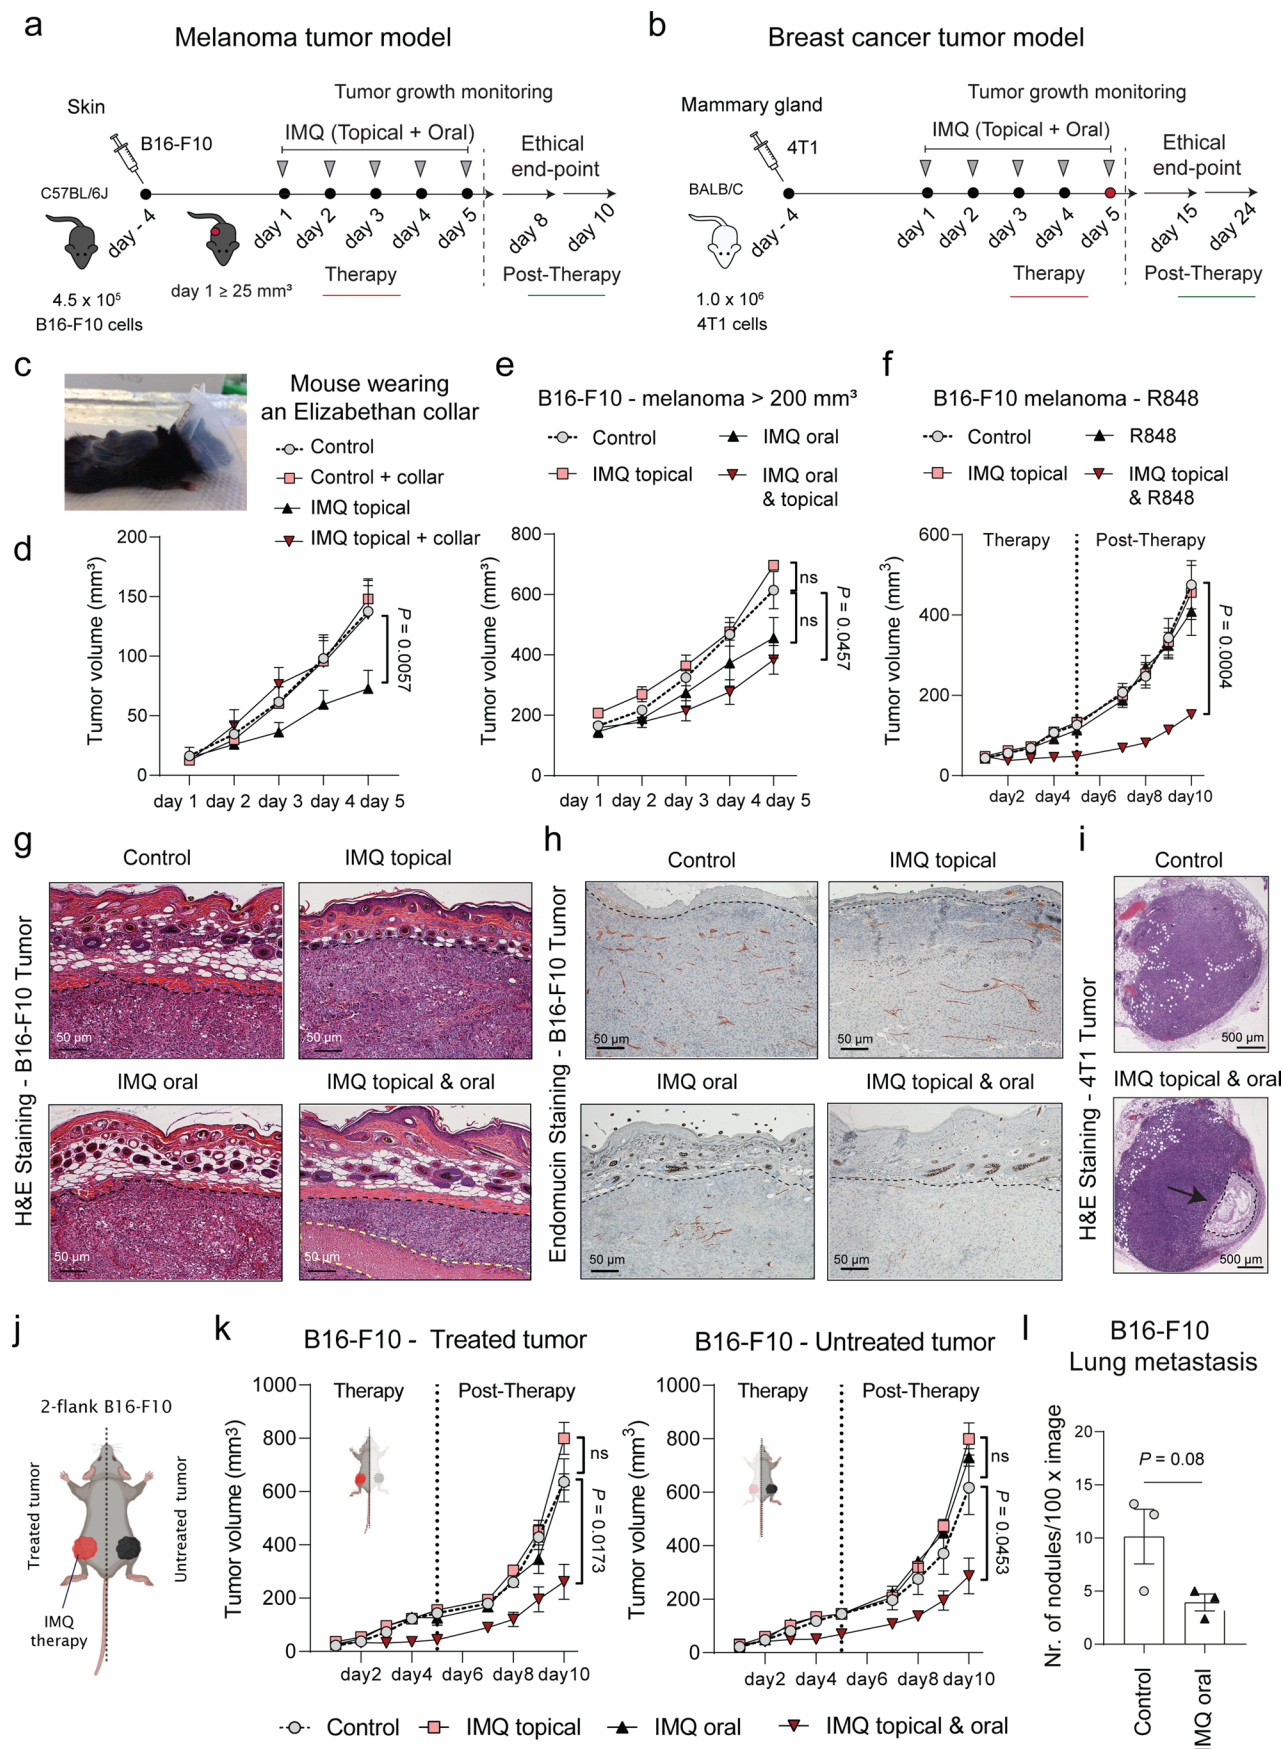 a
Melanoma tumor model
Skin
B16-F10
C57BL/6J
Tumor growth monitoring
IMQ (Topical + Oral)
Ethical
end-point
day - 4
day 1
day 2
day 3
day 4
day 5
day 8
day 10
day 1 ≥ 25 mm³
Therapy
Post-Therapy
4.5 x 10⁵
B16-F10 cells
b
Breast cancer tumor model
Mammary gland
4T1
BALB/C
Tumor growth monitoring
IMQ (Topical + Oral)
Ethical
end-point
day - 4
day 1
day 2
day 3
day 4
day 5
day 15
day 24
Therapy
Post-Therapy
1.0 x 10⁶
4T1 cells
c
Mouse wearing
an Elizabethan collar
Control
Control + collar
IMQ topical
IMQ topical + collar
d
Tumor volume (mm³)
200
150
100
50
0
day 1
day 2
day 3
day 4
day 5
P = 0.0057
e
B16-F10 - melanoma > 200 mm³
Control
IMQ oral
IMQ topical
IMQ oral
& topical
Tumor volume (mm³)
800
600
400
200
0
day 1
day 2
day 3
day 4
day 5
ns
ns
P = 0.0457
f
B16-F10 melanoma - R848
Control
R848
IMQ topical
IMQ topical
& R848
Therapy
Post-Therapy
Tumor volume (mm³)
600
400
200
0
day2
day4
day6
day8
day10
P = 0.0004
g
H&E Staining - B16-F10 Tumor
Control
IMQ topical
50 µm
50 µm
IMQ oral
IMQ topical & oral
50 µm
50 µm
h
Endomucin Staining - B16-F10 Tumor
Control
IMQ topical
50 µm
50 µm
IMQ oral
IMQ topical & oral
50 µm
50 µm
i
H&E Staining - 4T1 Tumor
Control
500 µm
IMQ topical & oral
500 µm
j
2-flank B16-F10
Treated tumor
Untreated tumor
IMQ
therapy
k
B16-F10 - Treated tumor
Therapy
Post-Therapy
Tumor volume (mm³)
1000
800
600
400
200
0
day2
day4
day6
day8
day10
ns
P = 0.0173
B16-F10 - Untreated tumor
Therapy
Post-Therapy
Tumor volume (mm³)
1000
800
600
400
200
0
day2
day4
day6
day8
day10
ns
P = 0.0453
Control
IMQ topical
IMQ oral
IMQ topical & oral
l
B16-F10
Lung metastasis
Nr. of nodules/100 x image
20
15
10
5
0
P = 0.08
Control
IMQ oral